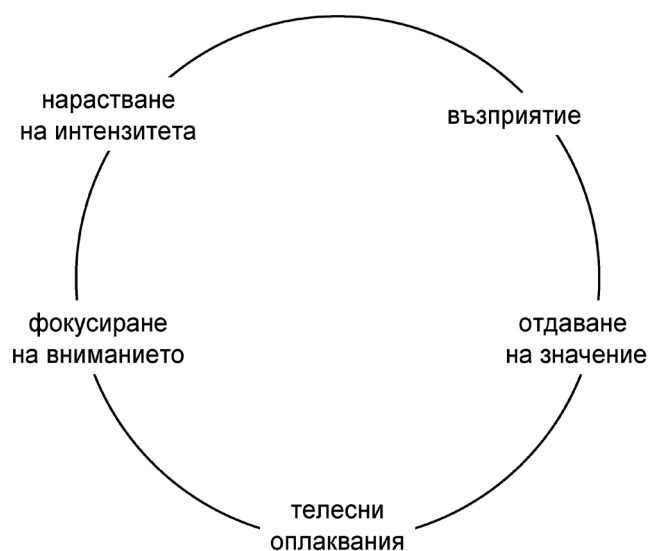 нарастване
на интензитета
възприятие
фокусиране
на вниманието
отдаване
на значение
телесни
оплаквания